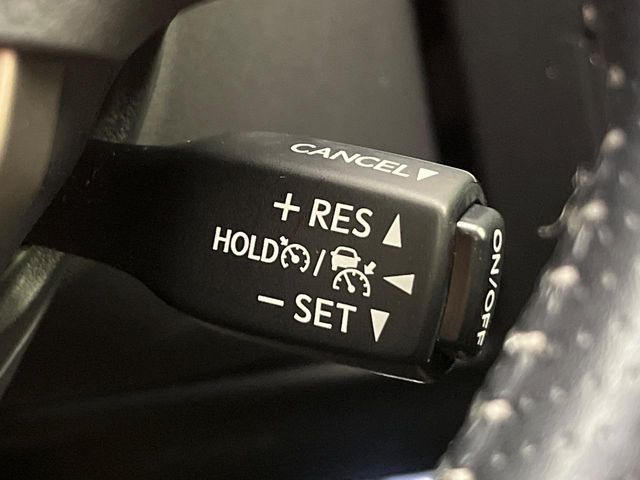 CANCEL▼
+ RES ▲
HOLD / ◀
− SET ▼
ON/OFF